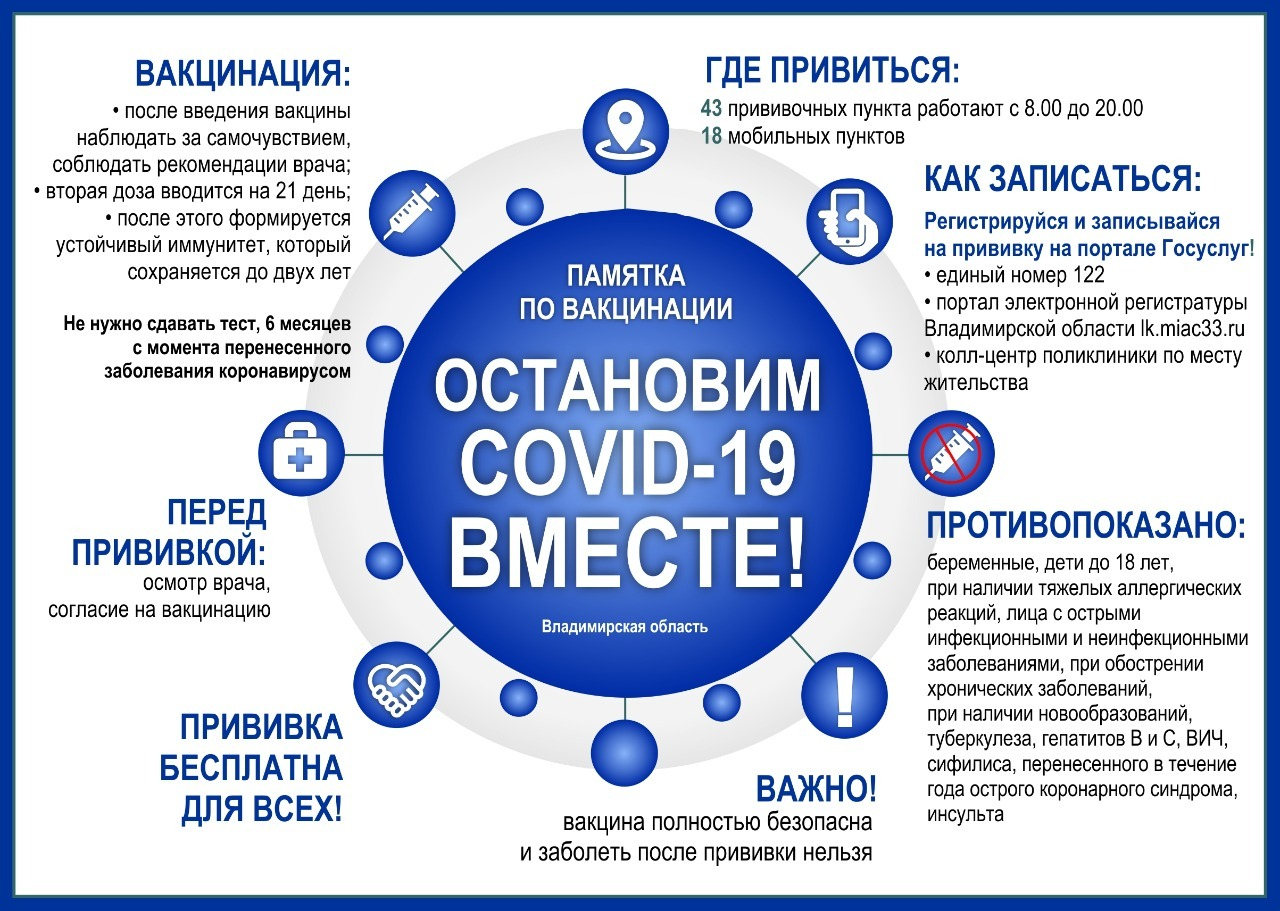 ВАКЦИНАЦИЯ:
• после введения вакцины
наблюдать за самочувствием,
соблюдать рекомендации врача;
• вторая доза вводится на 21 день;
• после этого формируется
устойчивый иммунитет, который
сохраняется до двух лет
Не нужно сдавать тест, 6 месяцев
с момента перенесенного
заболевания коронавирусом
ПЕРЕД
ПРИВИВКОЙ:
осмотр врача,
согласие на вакцинацию
ПРИВИВКА
БЕСПЛАТНА
ДЛЯ ВСЕХ!
ПАМЯТКА
ПО ВАКЦИНАЦИИ
ОСТАНОВИМ
COVID-19
ВМЕСТЕ!
Владимирская область
ГДЕ ПРИВИТЬСЯ:
43 прививочных пункта работают с 8.00 до 20.00
18 мобильных пунктов
КАК ЗАПИСАТЬСЯ:
Регистрируйся и записывайся
на прививку на портале Госуслуг!
• единый номер 122
• портал электронной регистратуры
Владимирской области lk.miac33.ru
• колл-центр поликлиники по месту
жительства
ПРОТИВОПОКАЗАНО:
беременные, дети до 18 лет,
при наличии тяжелых аллергических
реакций, лица с острыми
инфекционными и неинфекционными
заболеваниями, при обострении
хронических заболеваний,
при наличии новообразований,
туберкулеза, гепатитов В и С, ВИЧ,
сифилиса, перенесенного в течение
года острого коронарного синдрома,
инсульта
ВАЖНО!
вакцина полностью безопасна
и заболеть после прививки нельзя